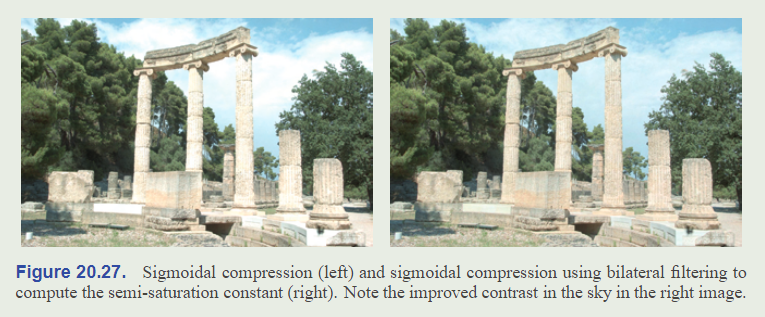 Figure 20.27. Sigmoidal compression (left) and sigmoidal compression using bilateral filtering to
compute the semi-saturation constant (right). Note the improved contrast in the sky in the right image.